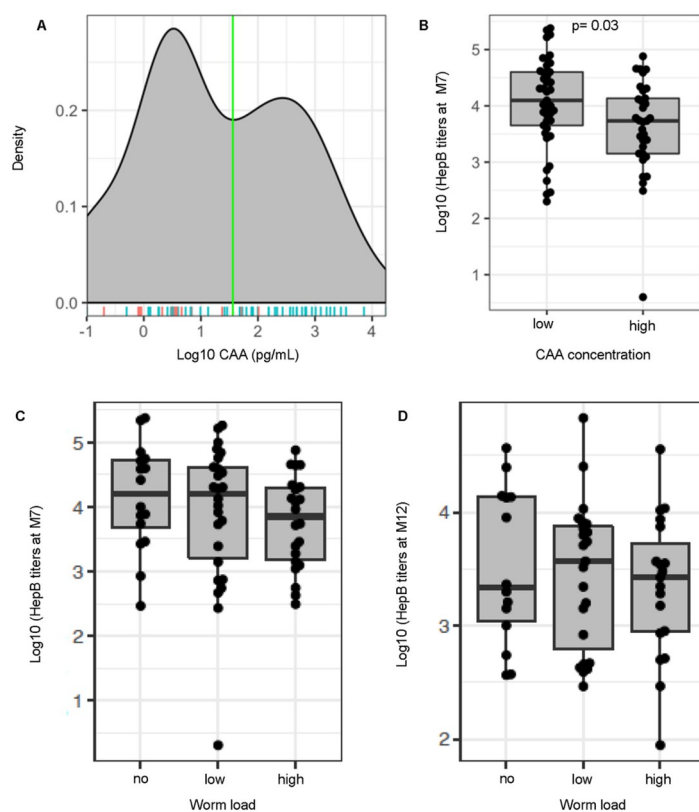 A
Density
0.2
0.1
0.0
-1 0 1 2 3 4
Log10 CAA (pg/mL)
B
p= 0.03
Log10 (HepB titers at M7)
5
4
3
2
1
low high
CAA concentration
C
Log10 (HepB titers at M7)
5
4
3
2
1
no low high
Worm load
D
Log10 (HepB titers at M12)
4
3
2
no low high
Worm load